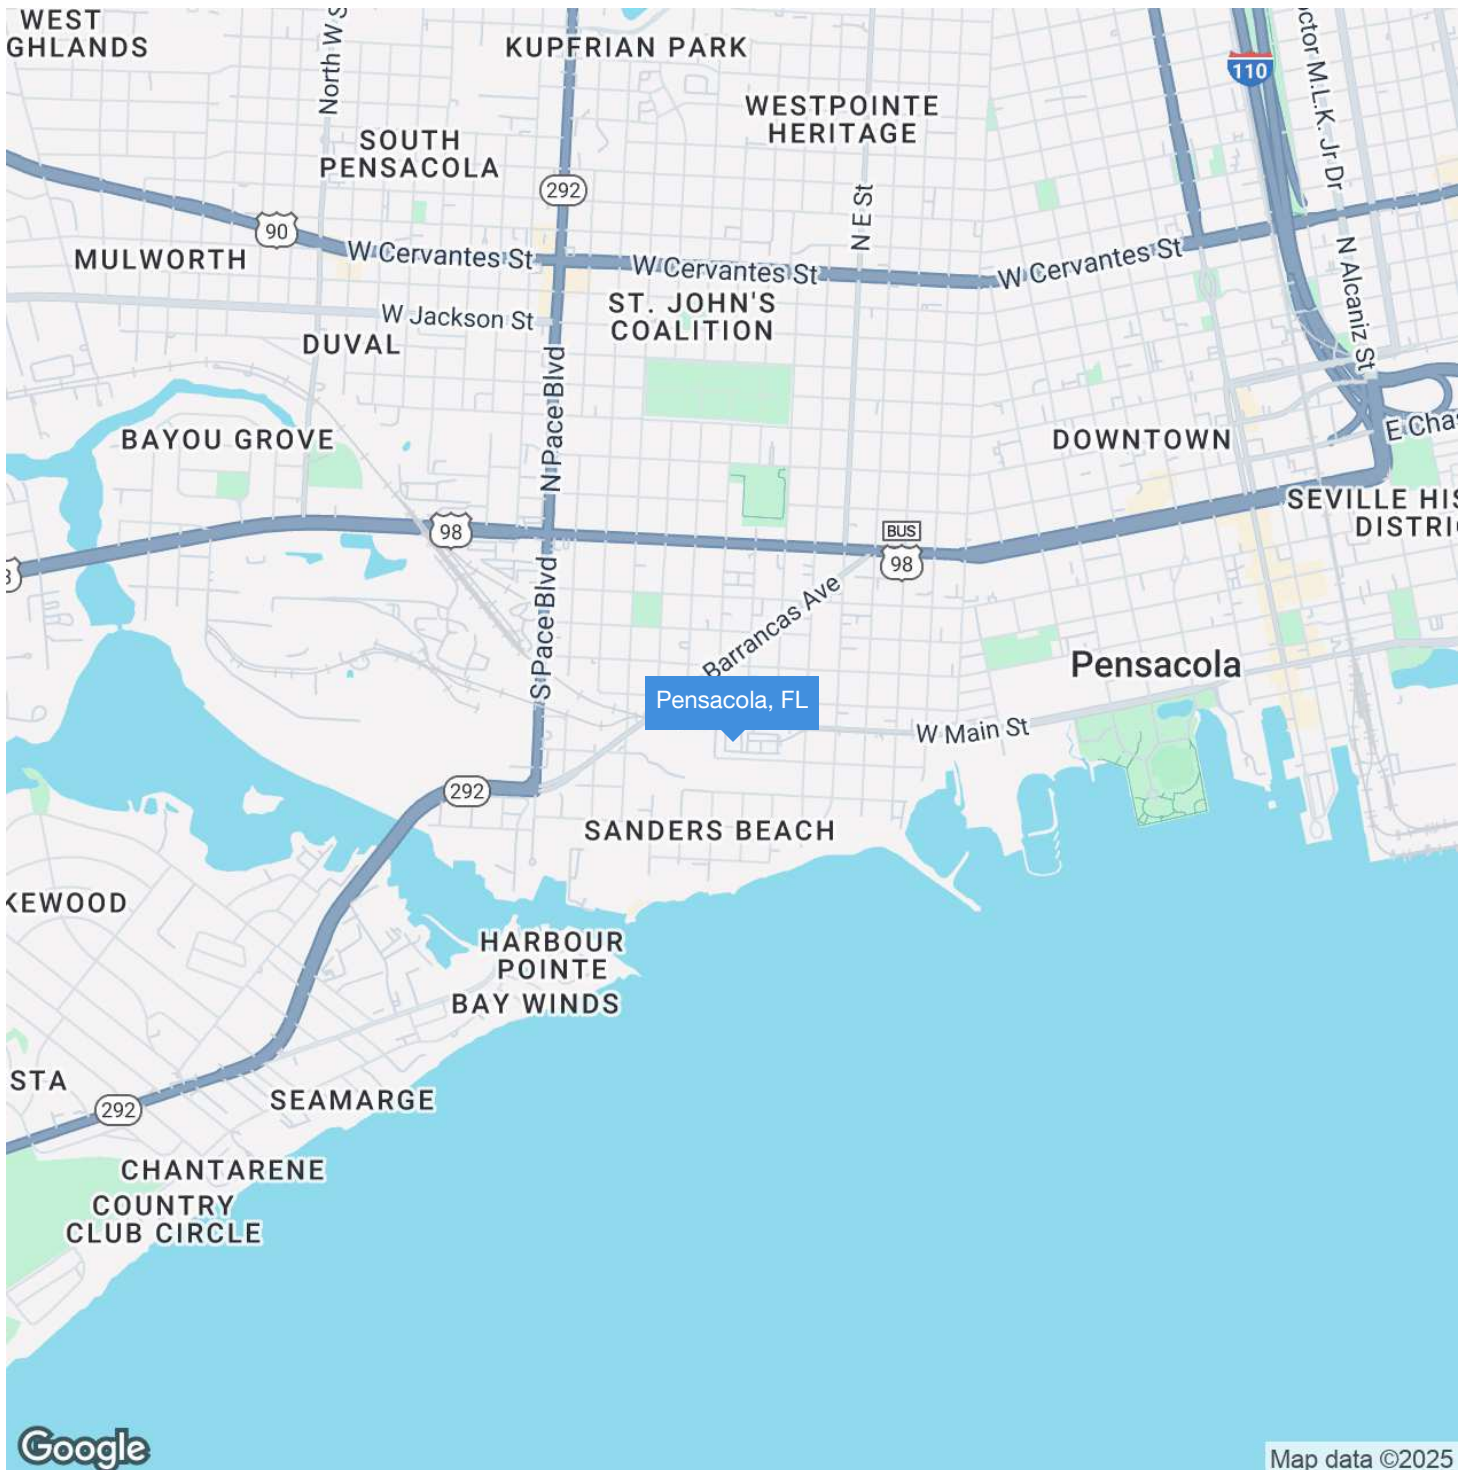 WEST
GHLANDS
North W S
KUPFRIAN PARK
110
octor M.L.K. Jr Dr
WESTPOINTE
HERITAGE
SOUTH
PENSACOLA
292
90
N E St
MULWORTH
W Cervantes St
W Cervantes St
W Cervantes St
N Alcaniz St
ST. JOHN'S
COALITION
W Jackson St
DUVAL
N Pace Blvd
BAYOU GROVE
DOWNTOWN
E Chas
SEVILLE HIS
DISTRI
98
BUS
98
S Pace Blvd
Barrancas Ave
Pensacola
Pensacola, FL
W Main St
292
SANDERS BEACH
KEWOOD
HARBOUR
POINTE
BAY WINDS
STA
292
SEAMARGE
CHANTARENE
COUNTRY
CLUB CIRCLE
Google
Map data ©2025